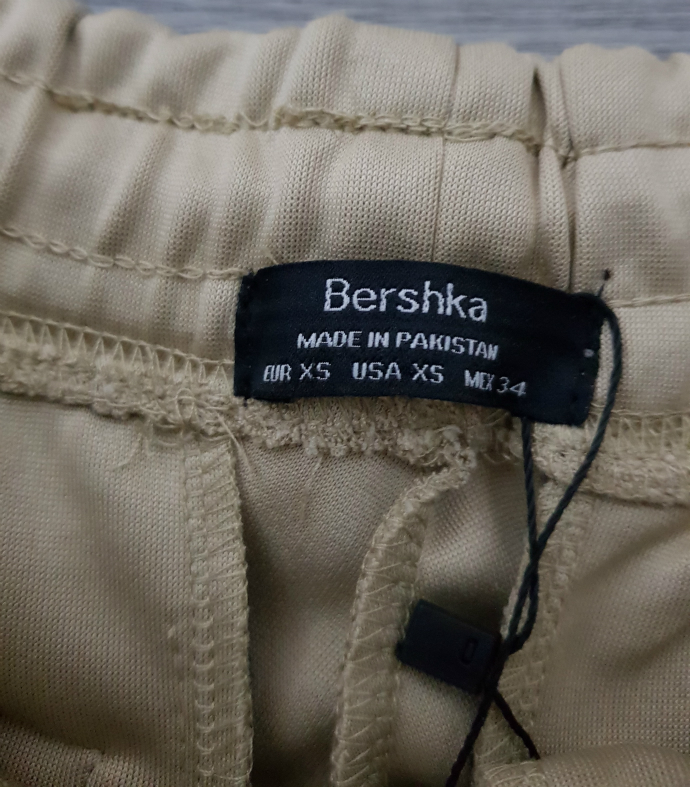 Bershka
MADE IN PAKISTAN
EUR XS USA XS MEX 34